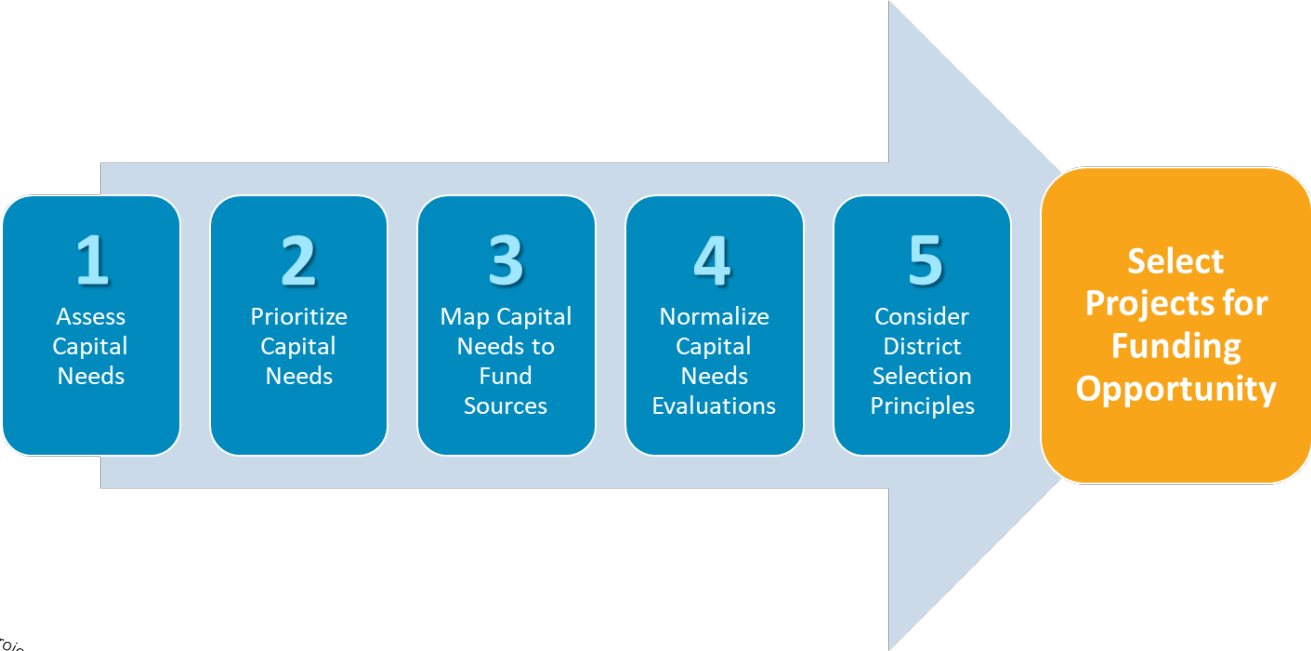 1
Assess
Capital
Needs
2
Prioritize
Capital
Needs
3
Map Capital
Needs to
Fund
Sources
4
Normalize
Capital
Needs
Evaluations
5
Consider
District
Selection
Principles
Select
Projects for
Funding
Opportunity